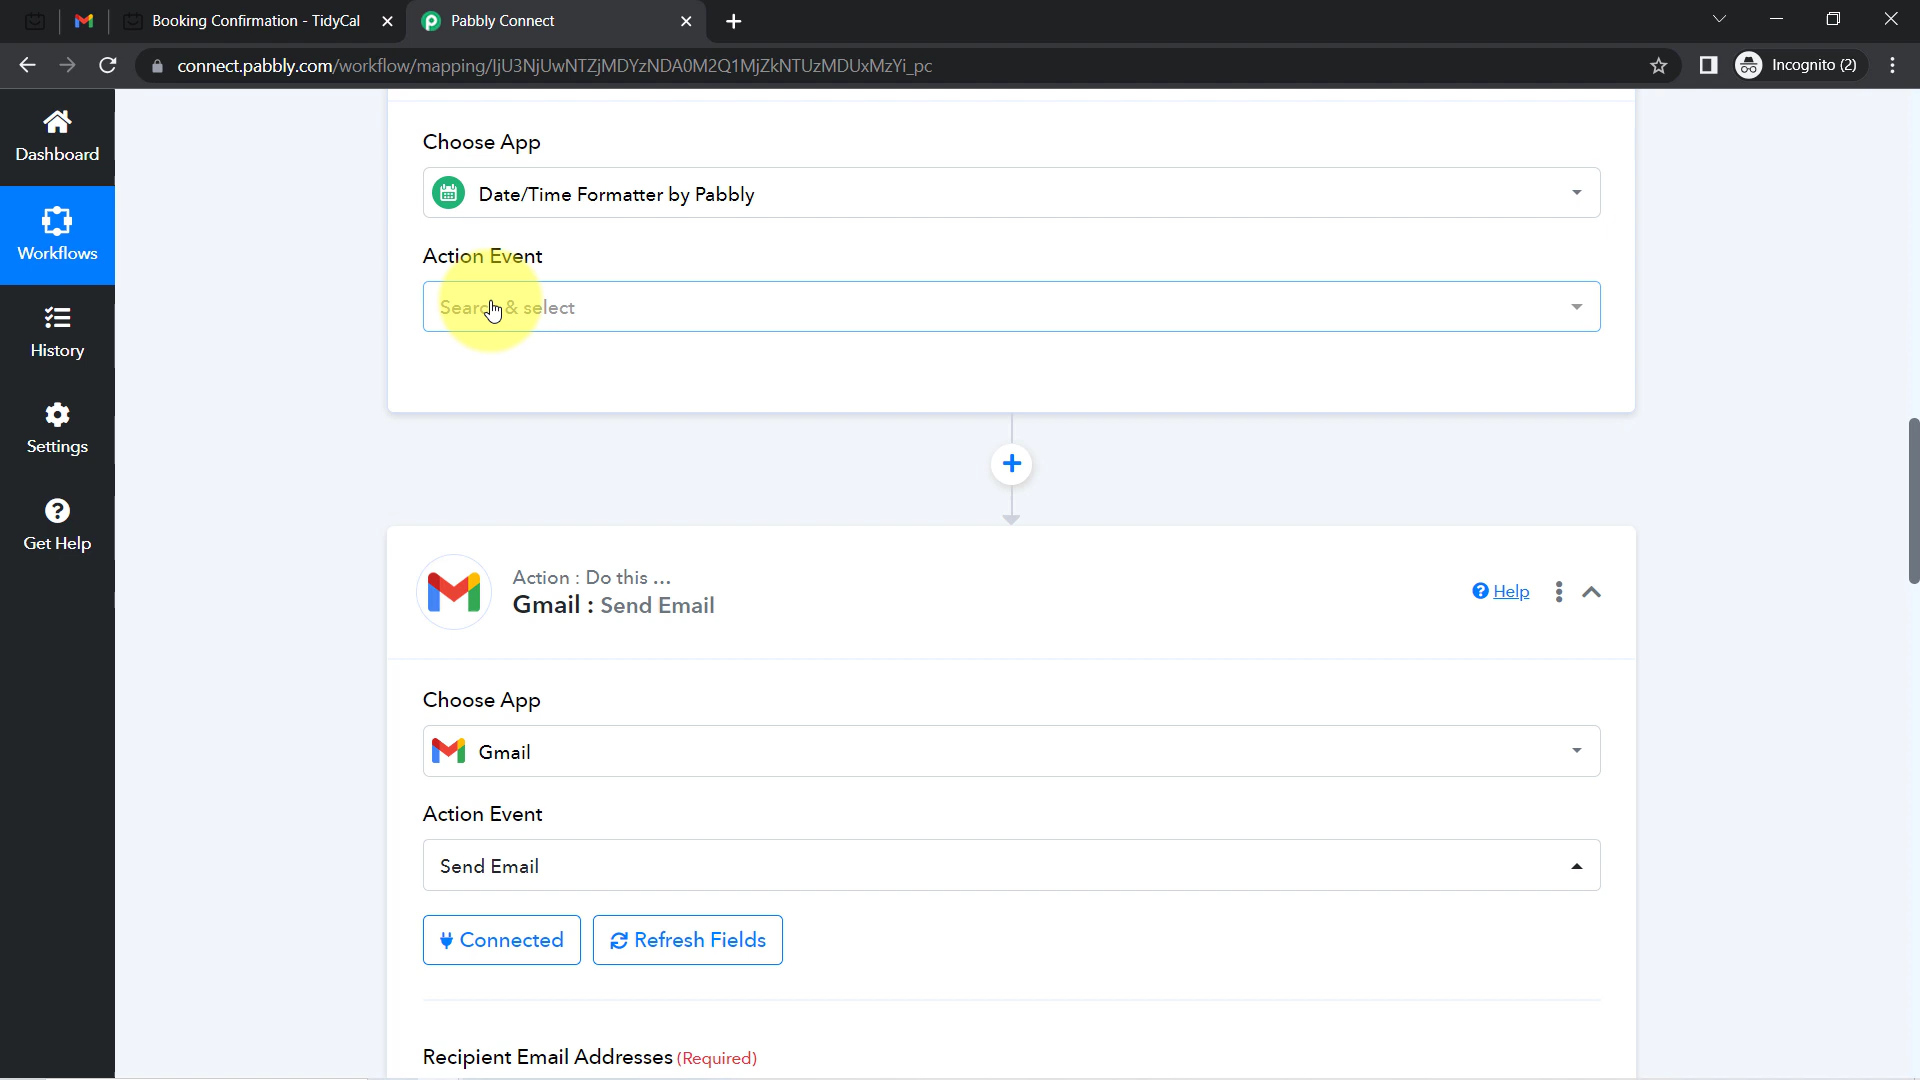 Booking Confirmation - TidyCal
Pabbly Connect
connect.pabbly.com/workflow/mapping/IjU3NjUwNTZjMDYzNDA0M2Q1MjZkNTUzMDUxMzYi_pc
Incognito (2)
Dashboard
Workflows
History
Settings
Get Help
Choose App
Date/Time Formatter by Pabbly
Action Event
Search & select
Action : Do this ...
Gmail : Send Email
Help
Choose App
Gmail
Action Event
Send Email
Connected
Refresh Fields
Recipient Email Addresses (Required)